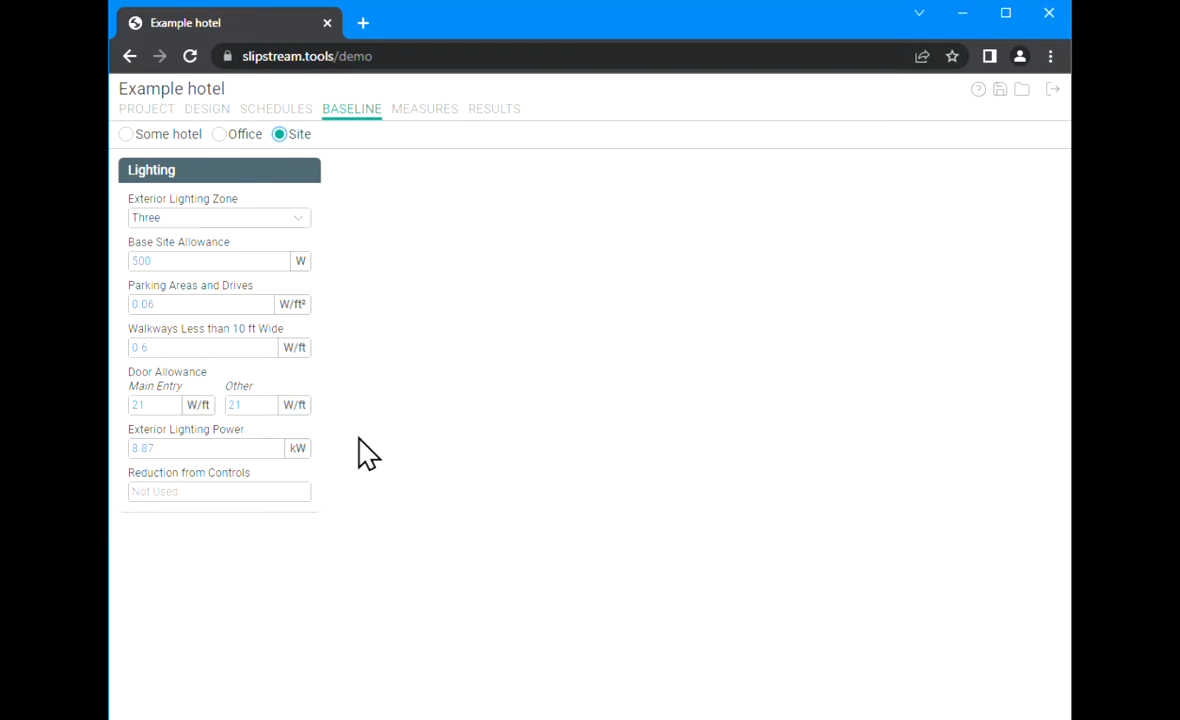 Example hotel
slipstream.tools/demo
Example hotel
PROJECT DESIGN SCHEDULES BASELINE MEASURES RESULTS
Some hotel Office Site
Lighting
Exterior Lighting Zone
Three
Base Site Allowance
500 W
Parking Areas and Drives
0.06 W/ft²
Walkways Less than 10 ft Wide
0.6 W/ft
Door Allowance
Main Entry Other
21 W/ft 21 W/ft
Exterior Lighting Power
8.87 kW
Reduction from Controls
Not Used